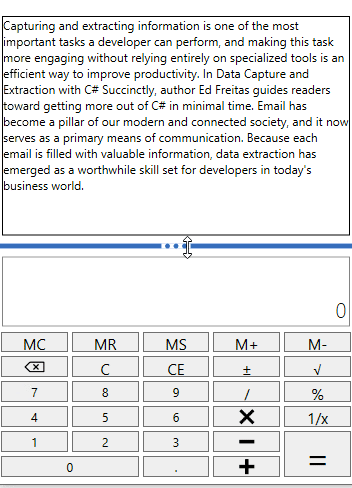 Capturing and extracting information is one of the most
important tasks a developer can perform, and making this task
more engaging without relying entirely on specialized tools is an
efficient way to improve productivity. In Data Capture and
Extraction with C# Succinctly, author Ed Freitas guides readers
toward getting more out of C# in minimal time. Email has
become a pillar of our modern and connected society, and it now
serves as a primary means of communication. Because each
email is filled with valuable information, data extraction has
emerged as a worthwhile skill set for developers in today's
business world.
0
MC MR MS M+ M-
C CE ± √
7 8 9 / %
4 5 6 × 1/x
1 2 3 − =
0 . +